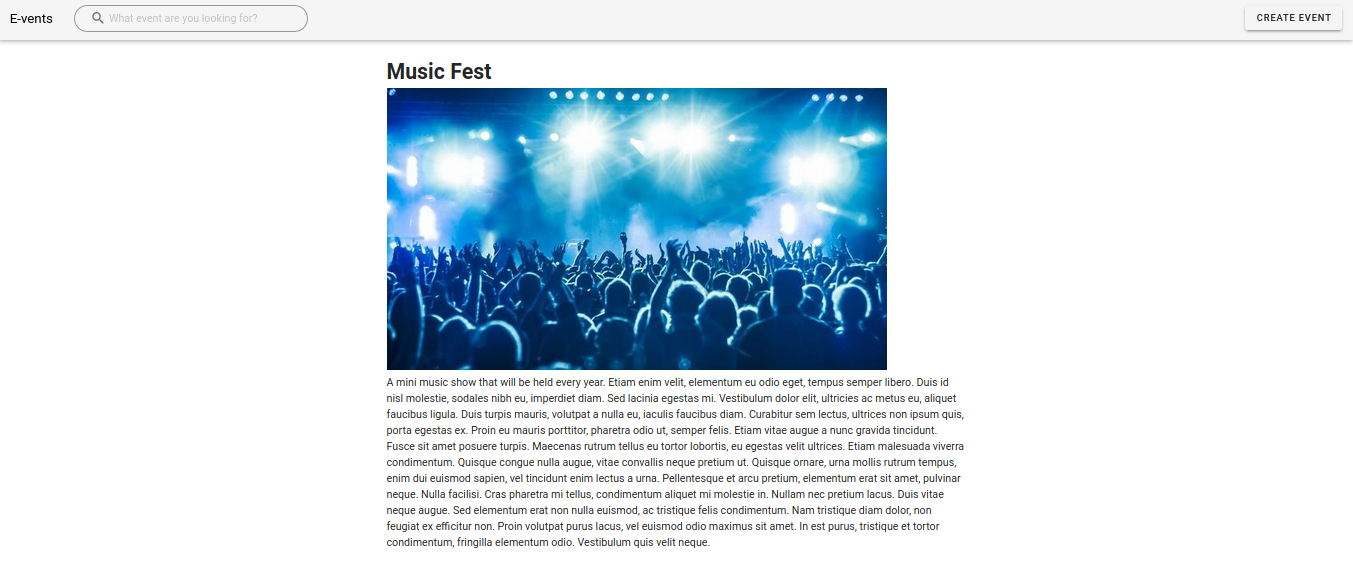 E-vents
What event are you looking for?
CREATE EVENT
Music Fest
A mini music show that will be held every year. Etiam enim velit, elementum eu odio eget, tempus semper libero. Duis id
nisl molestie, sodales nibh eu, imperdiet diam. Sed lacinia egestas mi. Vestibulum dolor elit, ultricies ac metus eu, aliquet
faucibus ligula. Duis turpis mauris, volutpat a nulla eu, iaculis faucibus diam. Curabitur sem lectus, ultrices non ipsum quis,
porta egestas ex. Proin eu mauris porttitor, pharetra odio ut, semper felis. Etiam vitae augue a nunc gravida tincidunt.
Fusce sit amet posuere turpis. Maecenas rutrum tellus eu tortor lobortis, eu egestas velit ultrices. Etiam malesuada viverra
condimentum. Quisque congue nulla augue, vitae convallis neque pretium ut. Quisque ornare, urna mollis rutrum tempus,
enim dui euismod sapien, vel tincidunt enim lectus a urna. Pellentesque et arcu pretium, elementum erat sit amet, pulvinar
neque. Nulla facilisi. Cras pharetra mi tellus, condimentum aliquet mi molestie in. Nullam nec pretium lacus. Duis vitae
neque augue. Sed elementum erat non nulla euismod, ac tristique felis condimentum. Nam tristique diam dolor, non
feugiat ex efficitur non. Proin volutpat purus lacus, vel euismod odio maximus sit amet. In est purus, tristique et tortor
condimentum, fringilla elementum odio. Vestibulum quis velit neque.